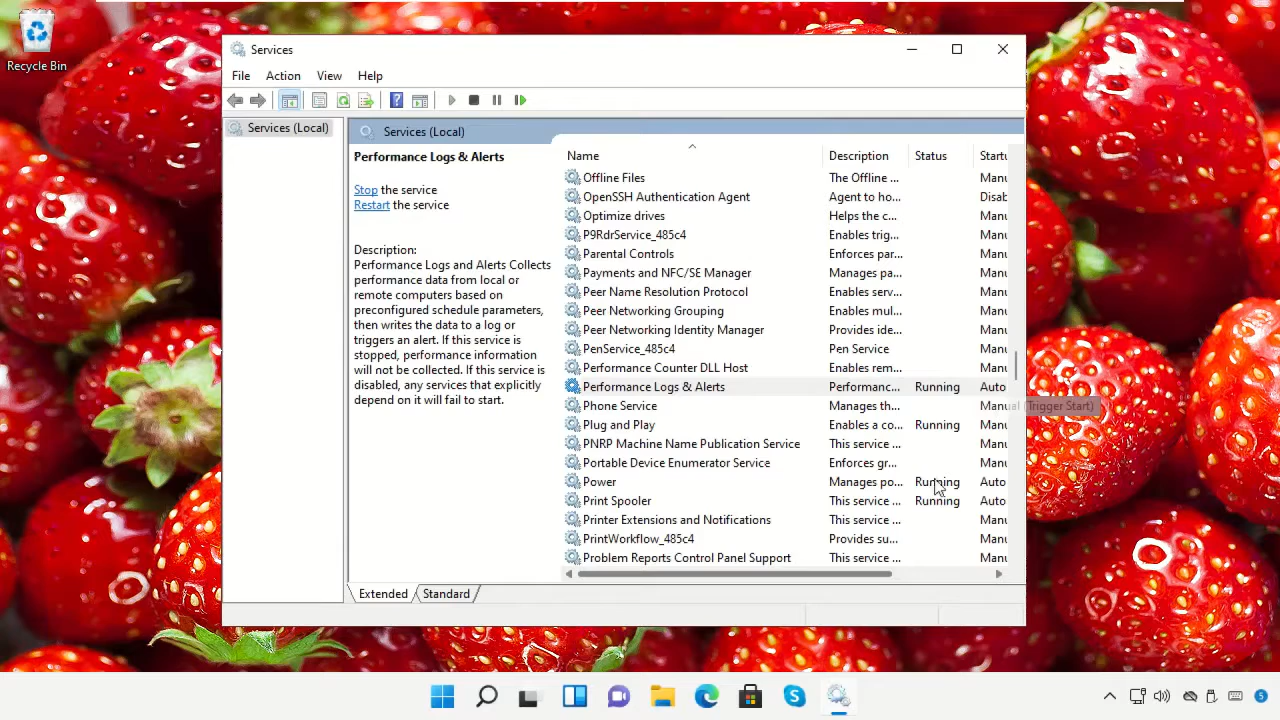 Recycle Bin
Services
File Action View Help
Services (Local)
Services (Local)
Performance Logs & Alerts
Stop the service
Restart the service
Description:
Performance Logs and Alerts Collects
performance data from local or
remote computers based on
preconfigured schedule parameters,
then writes the data to a log or
triggers an alert. If this service is
stopped, performance information
will not be collected. If this service is
disabled, any services that explicitly
depend on it will fail to start.
Name Description Status Startu
Offline Files The Offline ... Manu
OpenSSH Authentication Agent Agent to ho... Disab
Optimize drives Helps the c... Manu
P9RdrService_485c4 Enables trig... Manu
Parental Controls Enforces par... Manu
Payments and NFC/SE Manager Manages pa... Manu
Peer Name Resolution Protocol Enables serv... Manu
Peer Networking Grouping Enables mul... Manu
Peer Networking Identity Manager Provides ide... Manu
PenService_485c4 Pen Service Manu
Performance Counter DLL Host Enables rem... Manu
Performance Logs & Alerts Performanc... Running Auto
Phone Service Manages th... Manual (Trigger Start)
Plug and Play Enables a co... Running Manu
PNRP Machine Name Publication Service This service ... Manu
Portable Device Enumerator Service Enforces gr... Manu
Power Manages po... Running Auto
Print Spooler This service ... Running Auto
Printer Extensions and Notifications This service ... Manu
PrintWorkflow_485c4 Provides su... Manu
Problem Reports Control Panel Support This service ... Manu
Extended Standard
5